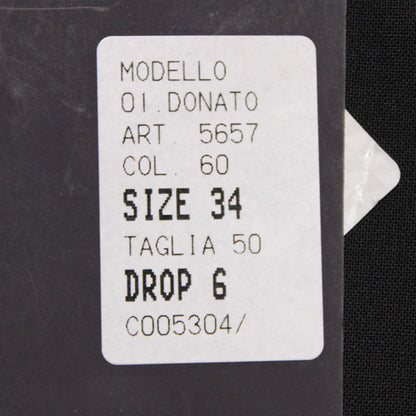 MODELLO
01.DONATO
ART 5657
COL. 60
SIZE 34
TAGLIA 50
DROP 6
C005304/